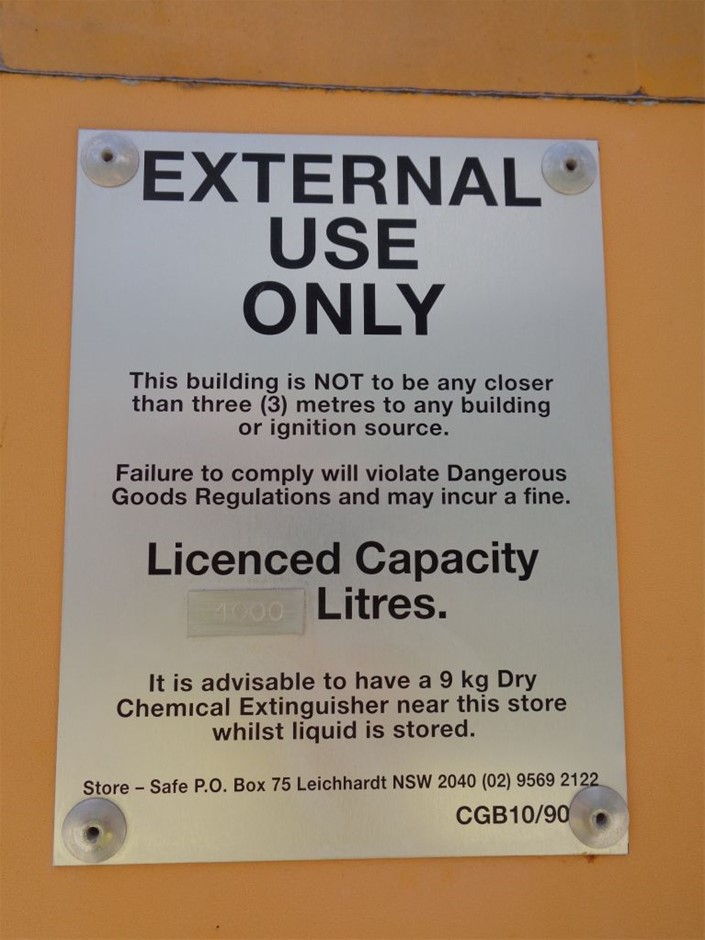 EXTERNAL
USE
ONLY
This building is NOT to be any closer
than three (3) metres to any building
or ignition source.
Failure to comply will violate Dangerous
Goods Regulations and may incur a fine.
Licenced Capacity
4000 Litres.
It is advisable to have a 9 kg Dry
Chemical Extinguisher near this store
whilst liquid is stored.
Store – Safe P.O. Box 75 Leichhardt NSW 2040 (02) 9569 2122
CGB10/90